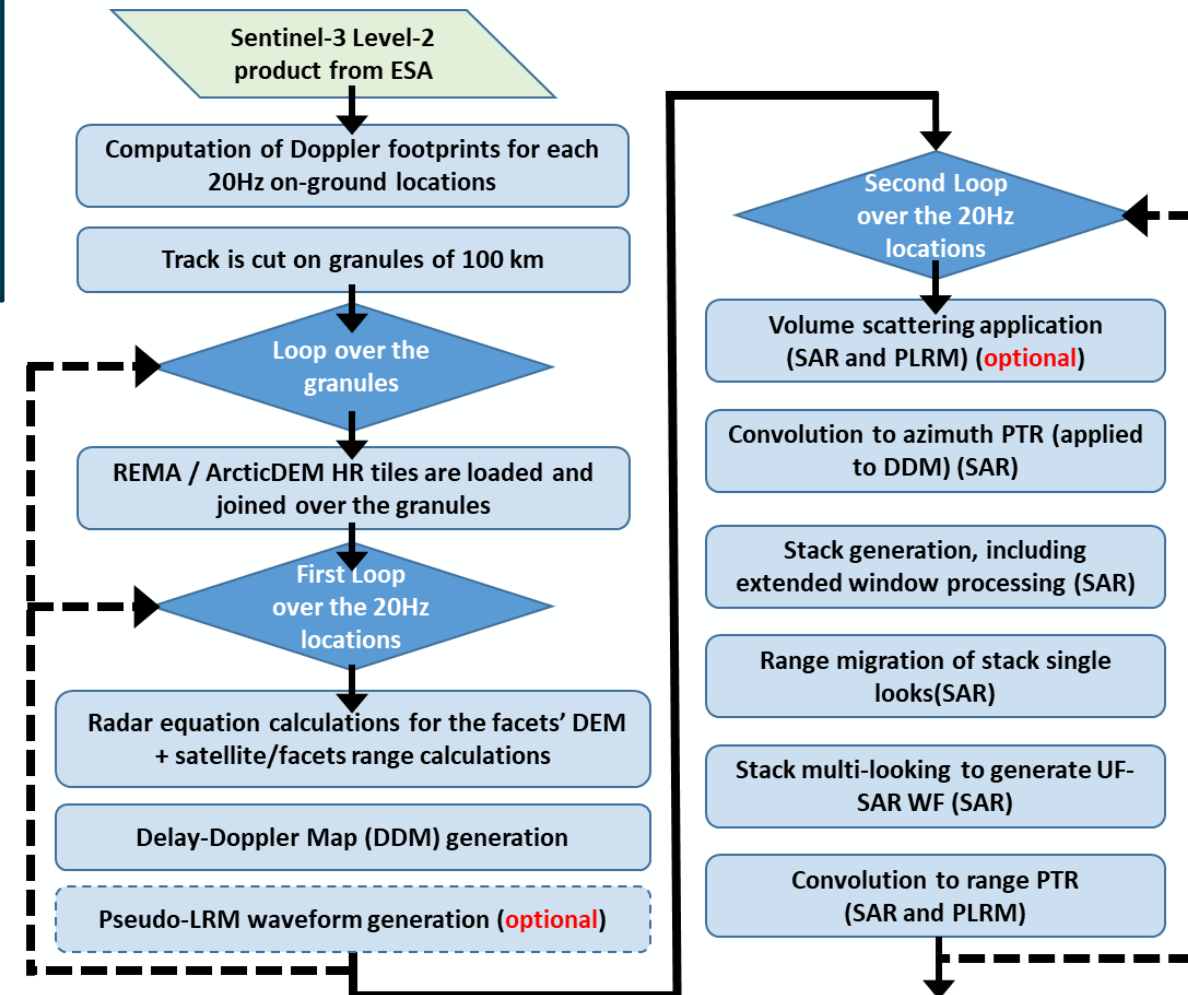 Sentinel-3 Level-2
product from ESA
Computation of Doppler footprints for each
20Hz on-ground locations
Track is cut on granules of 100 km
Loop over the
granules
REMA / ArcticDEM HR tiles are loaded and
joined over the granules
First Loop
over the 20Hz
locations
Radar equation calculations for the facets’ DEM
+ satellite/facets range calculations
Delay-Doppler Map (DDM) generation
Pseudo-LRM waveform generation (optional)
Second Loop
over the 20Hz
locations
Volume scattering application
(SAR and PLRM) (optional)
Convolution to azimuth PTR (applied
to DDM) (SAR)
Stack generation, including
extended window processing (SAR)
Range migration of stack single
looks(SAR)
Stack multi-looking to generate UF-
SAR WF (SAR)
Convolution to range PTR
(SAR and PLRM)